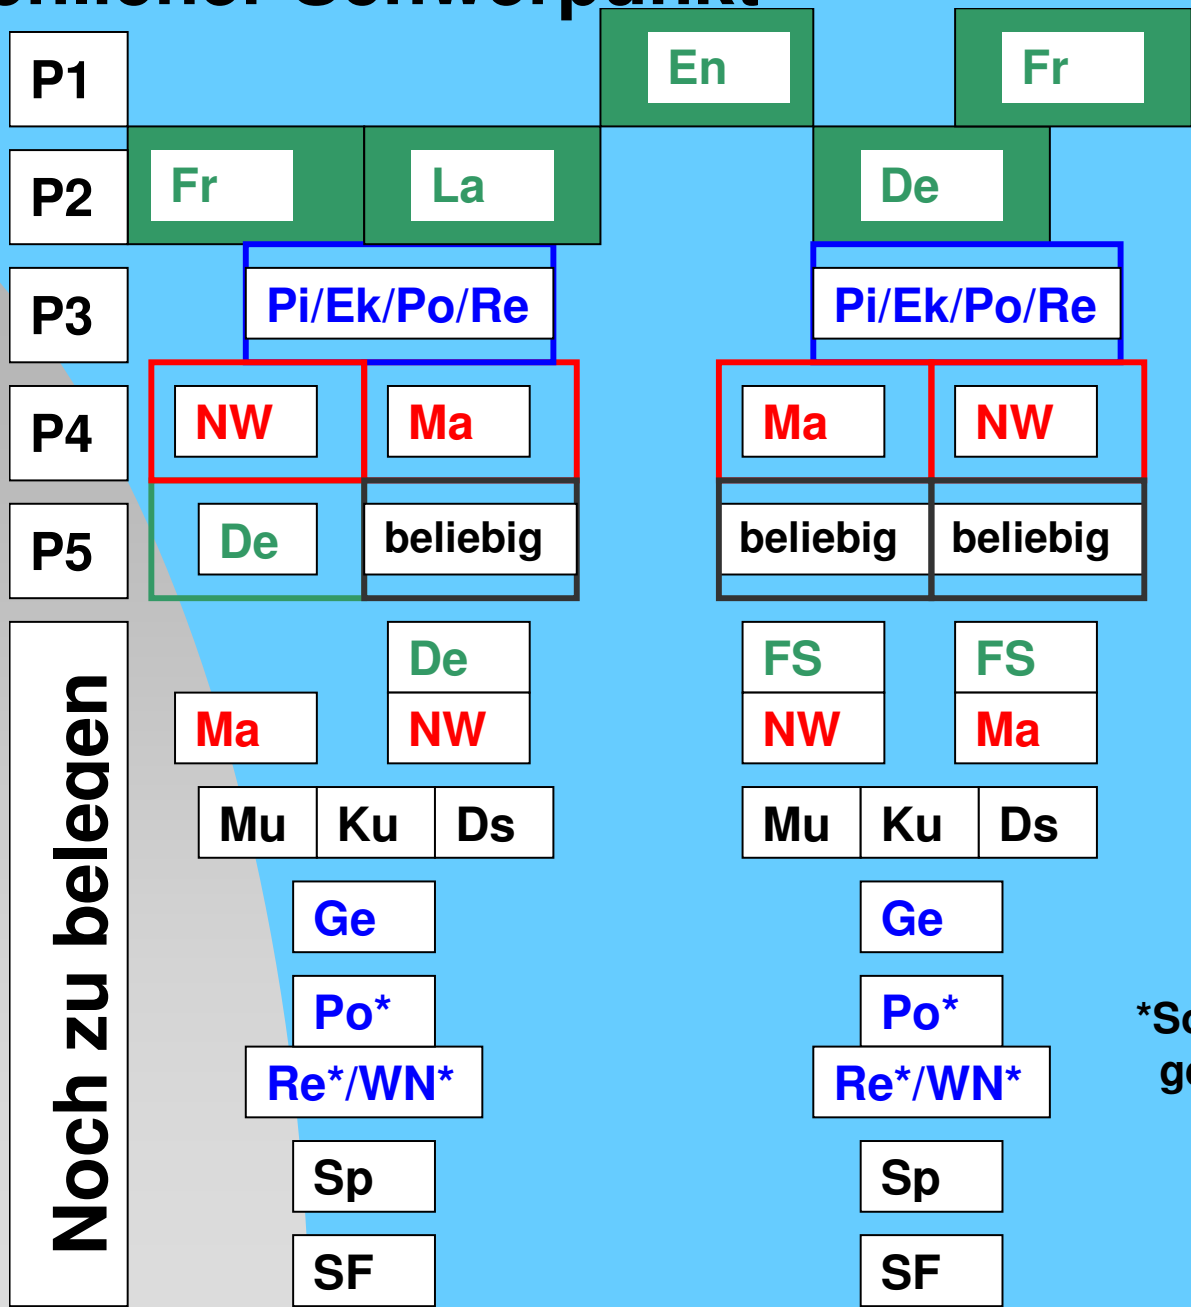 Schwerpunkt
P1 En Fr
P2 Fr La De
P3 Pi/Ek/Po/Re Pi/Ek/Po/Re
P4 NW Ma Ma NW
P5 De beliebig beliebig beliebig
Noch zu belegen
De FS FS
Ma NW NW Ma
Mu Ku Ds Mu Ku Ds
Ge Ge
Po* Po*
Re*/WN* Re*/WN*
Sp Sp
SF SF